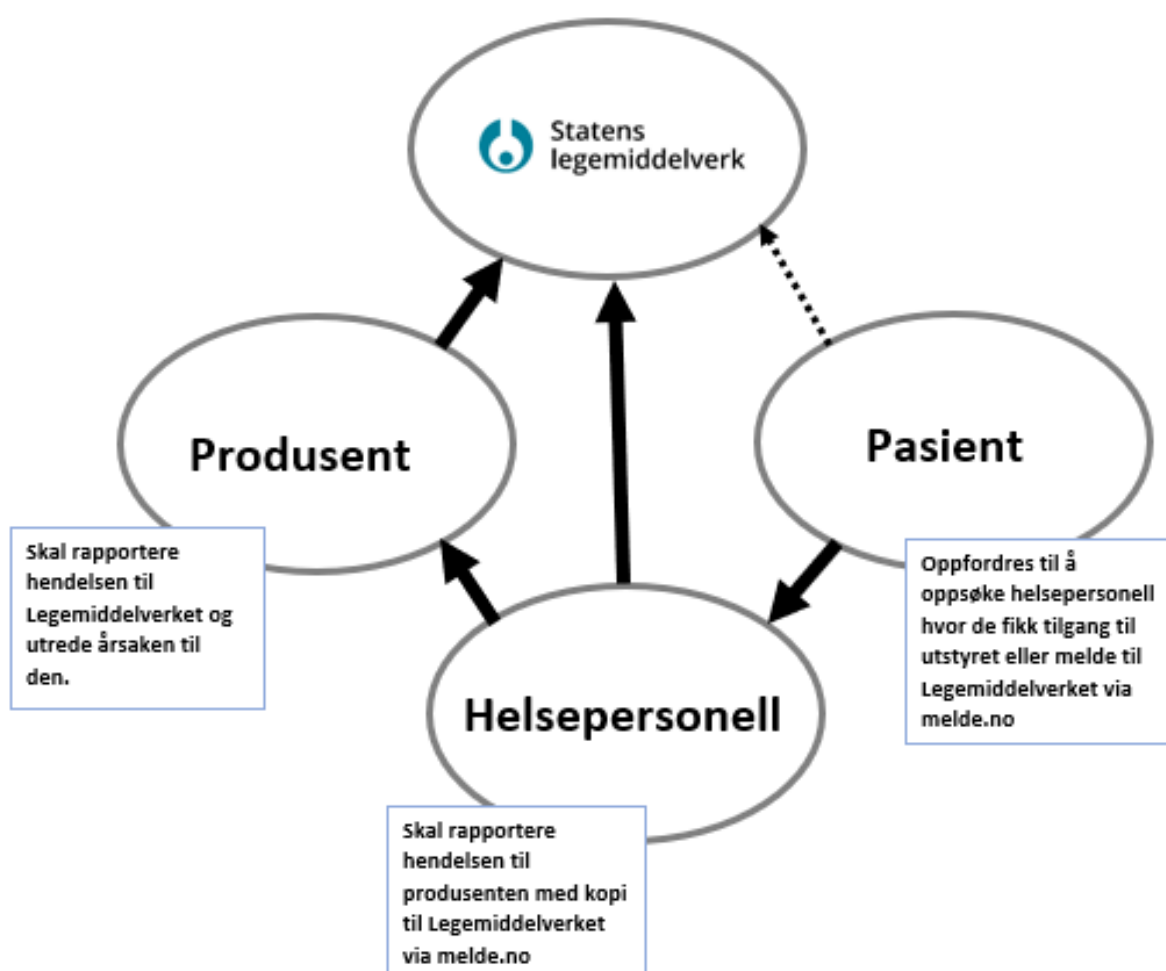 Statens
legemiddelverk
Produsent
Pasient
Skal rapportere
hendelsen til
Legemiddelverket og
utrede årsaken til
den.
Oppfordres til å
oppsøke helsepersonell
hvor de fikk tilgang til
utstyret eller melde til
Legemiddelverket via
melde.no
Helsepersonell
Skal rapportere
hendelsen til
produsenten med kopi
til Legemiddelverket
via melde.no